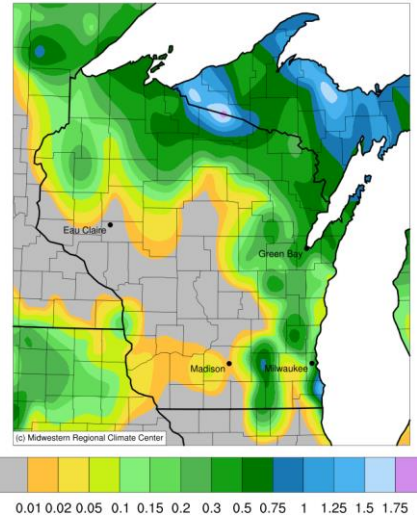 Eau Claire
Green Bay
Madison
Milwaukee
(c) Midwestern Regional Climate Center
0.01 0.02 0.05 0.1 0.15 0.2 0.3 0.5 0.75 1 1.25 1.5 1.75